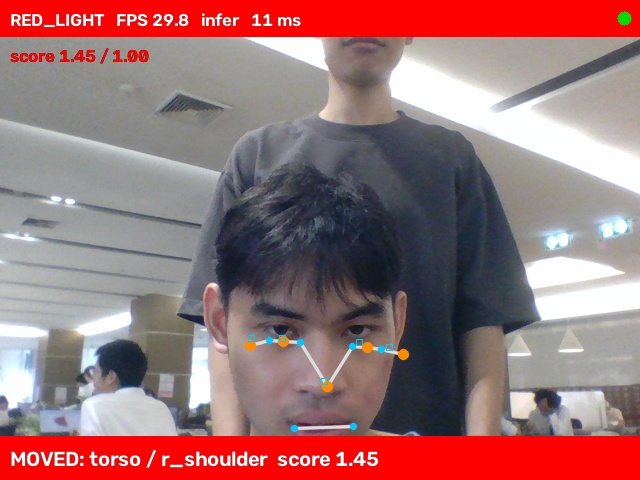 RED_LIGHT FPS 29.8 infer 11 ms
score 1.45 / 1.00
MOVED: torso / r_shoulder score 1.45